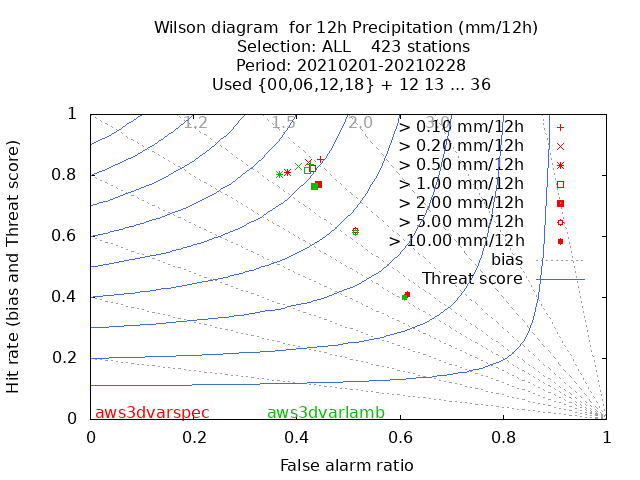 Wilson diagram  for 12h Precipitation (mm/12h)
Selection: ALL    423 stations
Period: 20210201-20210228
Used {00,06,12,18} + 12 13 ... 36
1.2 1.5 2.0 3.0
> 0.10 mm/12h
> 0.20 mm/12h
> 0.50 mm/12h
> 1.00 mm/12h
> 2.00 mm/12h
> 5.00 mm/12h
> 10.00 mm/12h
bias
Threat score
Hit rate (bias and Threat score)
1
0.8
0.6
0.4
0.2
0
aws3dvarspec aws3dvarlamb
0 0.2 0.4 0.6 0.8 1
False alarm ratio